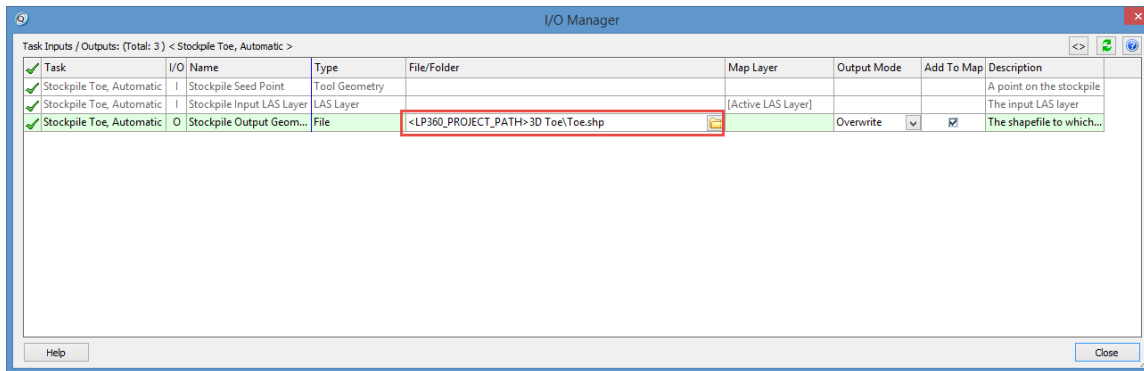 I/O Manager
Task Inputs / Outputs: (Total: 3 ) < Stockpile Toe, Automatic >
<>
Task I/O Name Type File/Folder Map Layer Output Mode Add To Map Description
Stockpile Toe, Automatic I Stockpile Seed Point Tool Geometry A point on the stockpile
Stockpile Toe, Automatic I Stockpile Input LAS Layer LAS Layer [Active LAS Layer] The input LAS layer
Stockpile Toe, Automatic O Stockpile Output Geom... File <LP360_PROJECT_PATH>3D Toe\Toe.shp Overwrite The shapefile to which...
Help Close